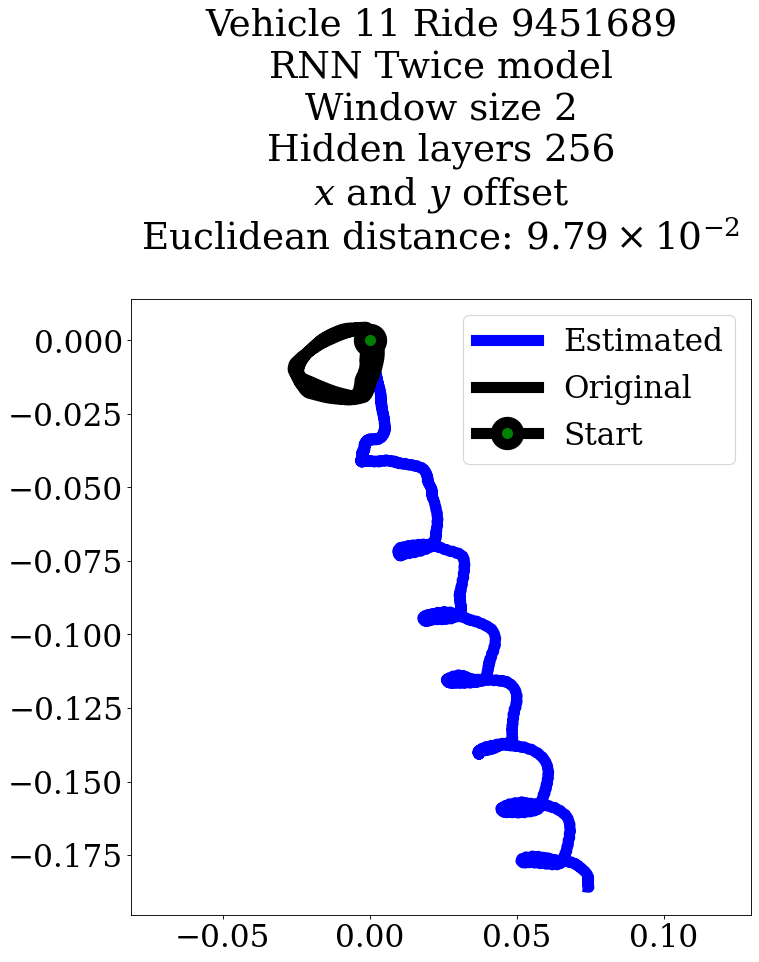 Vehicle 11 Ride 9451689
RNN Twice model
Window size 2
Hidden layers 256
x and y offset
Euclidean distance: 9.79 × 10⁻²
Estimated
Original
Start
0.000
−0.025
−0.050
−0.075
−0.100
−0.125
−0.150
−0.175
−0.05 0.00 0.05 0.10